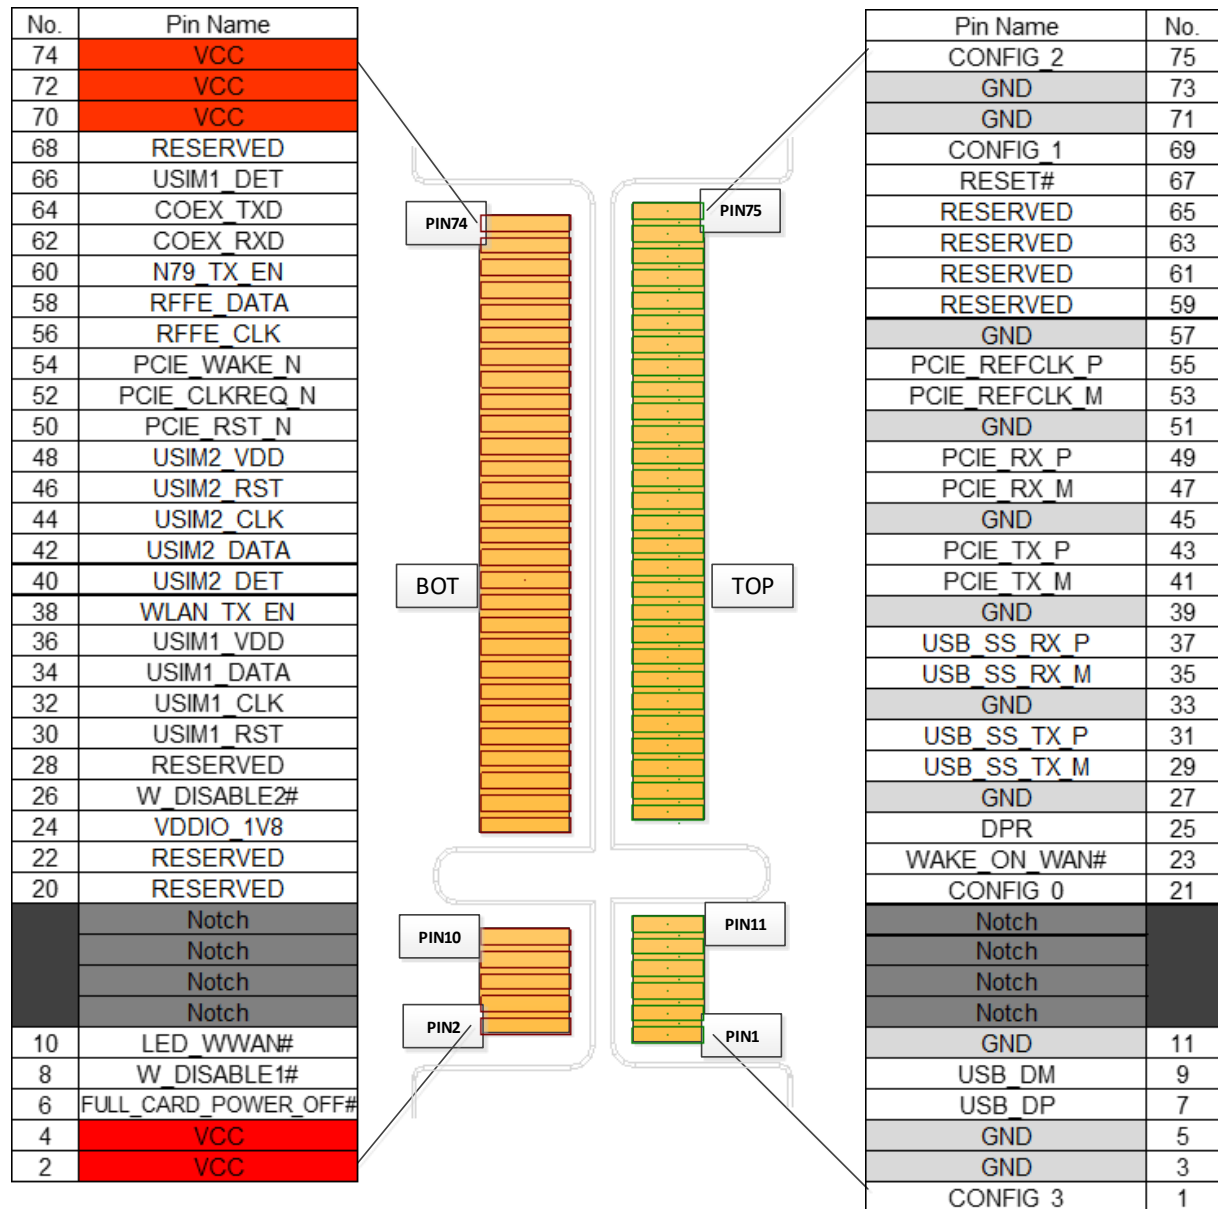 No. Pin Name
74 VCC
72 VCC
70 VCC
68 RESERVED
66 USIM1_DET
64 COEX_TXD
62 COEX_RXD
60 N79_TX_EN
58 RFFE_DATA
56 RFFE_CLK
54 PCIE_WAKE_N
52 PCIE_CLKREQ_N
50 PCIE_RST_N
48 USIM2_VDD
46 USIM2_RST
44 USIM2_CLK
42 USIM2_DATA
40 USIM2_DET
38 WLAN_TX_EN
36 USIM1_VDD
34 USIM1_DATA
32 USIM1_CLK
30 USIM1_RST
28 RESERVED
26 W_DISABLE2#
24 VDDIO_1V8
22 RESERVED
20 RESERVED
Notch
Notch
Notch
Notch
10 LED_WWAN#
8 W_DISABLE1#
6 FULL_CARD_POWER_OFF#
4 VCC
2 VCC
PIN74
BOT
PIN10
PIN2
PIN75
TOP
PIN11
PIN1
Pin Name No.
CONFIG_2 75
GND 73
GND 71
CONFIG_1 69
RESET# 67
RESERVED 65
RESERVED 63
RESERVED 61
RESERVED 59
GND 57
PCIE_REFCLK_P 55
PCIE_REFCLK_M 53
GND 51
PCIE_RX_P 49
PCIE_RX_M 47
GND 45
PCIE_TX_P 43
PCIE_TX_M 41
GND 39
USB_SS_RX_P 37
USB_SS_RX_M 35
GND 33
USB_SS_TX_P 31
USB_SS_TX_M 29
GND 27
DPR 25
WAKE_ON_WAN# 23
CONFIG_0 21
Notch
Notch
Notch
Notch
GND 11
USB_DM 9
USB_DP 7
GND 5
GND 3
CONFIG_3 1